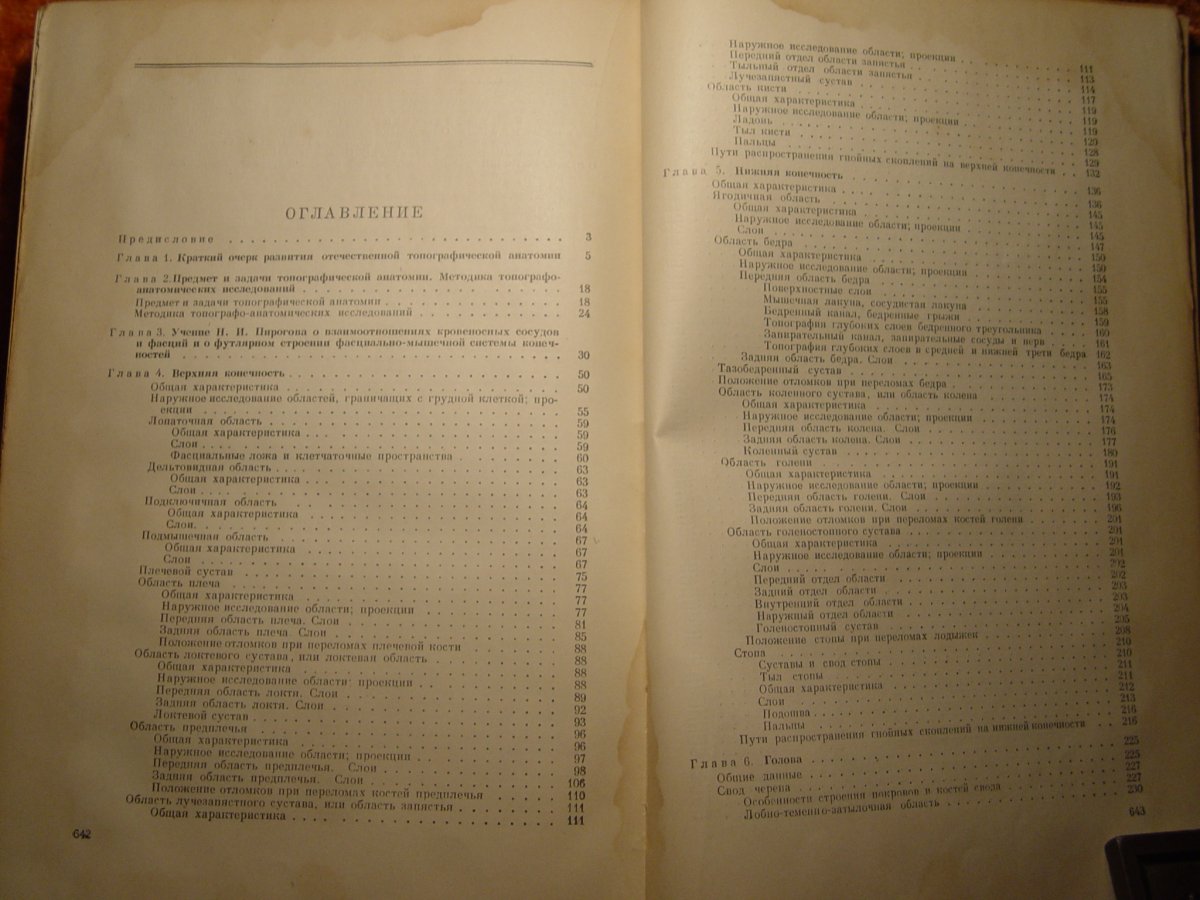 ОГЛАВЛЕНИЕ
Предисловие . . . 3
Глава 1. Краткий очерк развития отечественной топографической анатомии 5
Глава 2. Предмет и задачи топографической анатомии. Методика топографо-
анатомических исследований . . . 18
Предмет и задачи топографической анатомии . . . 18
Методика топографо-анатомических исследований . . . 24
Глава 3. Учение Н. И. Пирогова о взаимоотношениях кровеносных сосудов
и фасций и о футлярном строении фасциально-мышечной системы конеч-
ностей . . . 30
Глава 4. Верхняя конечность . . . 50
Общая характеристика . . . 50
Наружное исследование областей, граничащих с грудной клеткой; про-
екции . . . 55
Лопаточная область . . . 59
Общая характеристика . . . 59
Слои . . . 59
Фасциальные ложа и клетчаточные пространства . . . 60
Дельтовидная область . . . 63
Общая характеристика . . . 63
Слои . . . 63
Подключичная область . . . 64
Общая характеристика . . . 64
Слои . . . 64
Подмышечная область . . . 67
Общая характеристика . . . 67
Слои . . . 67
Плечевой сустав . . . 75
Область плеча . . . 77
Общая характеристика . . . 77
Наружное исследование области; проекции . . . 77
Передняя область плеча. Слои . . . 81
Задняя область плеча. Слои . . . 85
Положение отломков при переломах плечевой кости 88
Область локтевого сустава, или локтевая область . . . 88
Общая характеристика . . . 88
Наружное исследование области; проекции . . . 88
Передняя область локтя. Слои . . . 89
Задняя область локтя. Слои . . . 92
Локтевой сустав . . . 93
Область предплечья . . . 96
Общая характеристика . . . 96
Наружное исследование области; проекции . . . 97
Передняя область предплечья. Слои . . . 98
Задняя область предплечья. Слои . . . 106
Положение отломков при переломах костей предплечья . . . 110
Область лучезапястного сустава, или область запястья . . . 111
Общая характеристика . . . 111
642
Наружное исследование области; проекции . . . 111
Передний отдел области запястья . . . 113
Тыльный отдел области запястья . . . 114
Лучезапястный сустав . . . 117
Область кисти . . . 119
Общая характеристика . . . 119
Наружное исследование области; проекции . . . 119
Ладонь . . . 120
Тыл кисти . . . 128
Пальцы . . . 129
Пути распространения гнойных скоплений на верхней конечности . . 132
Глава 5. Нижняя конечность . . . 136
Общая характеристика . . . 136
Ягодичная область . . . 145
Общая характеристика . . . 145
Наружное исследование области; проекции . . . 145
Слои . . . 147
Область бедра . . . 150
Общая характеристика . . . 150
Наружное исследование области; проекции . . . 154
Передняя область бедра . . . 155
Поверхностные слои . . . 155
Мышечная лакуна, сосудистая лакуна . . . 158
Бедренный канал, бедренные грыжи . . . 159
Топография глубоких слоев бедренного треугольника . . . 160
Запирательный канал, запирательные сосуды и нерв . . . 161
Топография глубоких слоев в средней и нижней трети бедра 162
Задняя область бедра. Слои . . . 163
Тазобедренный сустав . . . 165
Положение отломков при переломах бедра . . . 173
Область коленного сустава, или область колена . . . 174
Общая характеристика . . . 174
Наружное исследование области; проекции . . . 174
Передняя область колена. Слои . . . 176
Задняя область колена. Слои . . . 177
Коленный сустав . . . 180
Область голени . . . 191
Общая характеристика . . . 191
Наружное исследование области; проекции . . . 192
Передняя область голени. Слои . . . 193
Задняя область голени. Слои . . . 196
Положение отломков при переломах костей голени . . . 201
Область голеностопного сустава . . . 201
Общая характеристика . . . 201
Наружное исследование области; проекции . . . 201
Слои . . . 202
Передний отдел области . . . 202
Задний отдел области . . . 203
Внутренний отдел области . . . 203
Наружный отдел области . . . 204
Голеностопный сустав . . . 205
Положение стопы при переломах лодыжек . . . 208
Стопа . . . 210
Суставы и свод стопы . . . 210
Тыл стопы . . . 211
Общая характеристика . . . 211
Слои . . . 212
Подошва . . . 213
Пальцы . . . 216
Пути распространения гнойных скоплений на нижней конечности . . . 216
Глава 6. Голова . . . 225
Общие данные . . . 225
Свод черепа . . . 227
Особенности строения покровов и костей свода . . . 227
Лобно-теменно-затылочная область . . . 230
643